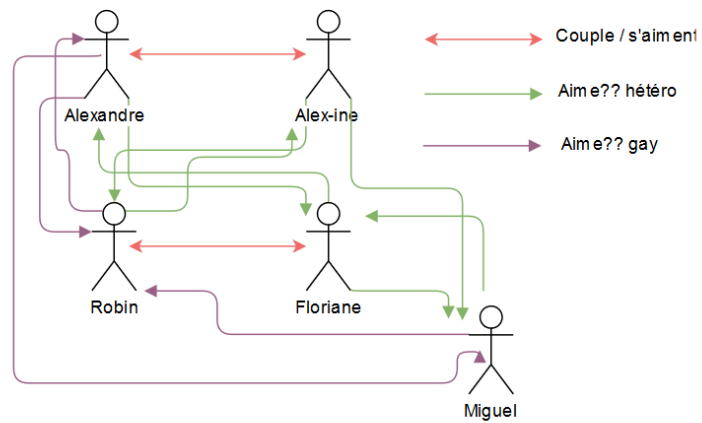 Couple / s'aiment
Aime?? hétéro
Aime?? gay
Alexandre
Alex-ine
Robin
Floriane
Miguel